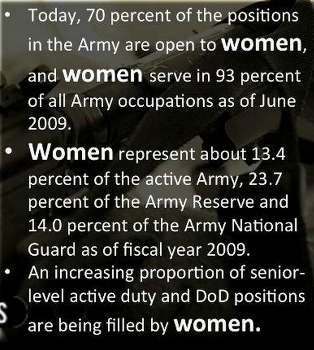 • Today, 70 percent of the positions
in the Army are open to women,
and women serve in 93 percent
of all Army occupations as of June
2009.
• Women represent about 13.4
percent of the active Army, 23.7
percent of the Army Reserve and
14.0 percent of the Army National
Guard as of fiscal year 2009.
• An increasing proportion of senior-
level active duty and DoD positions
are being filled by women.